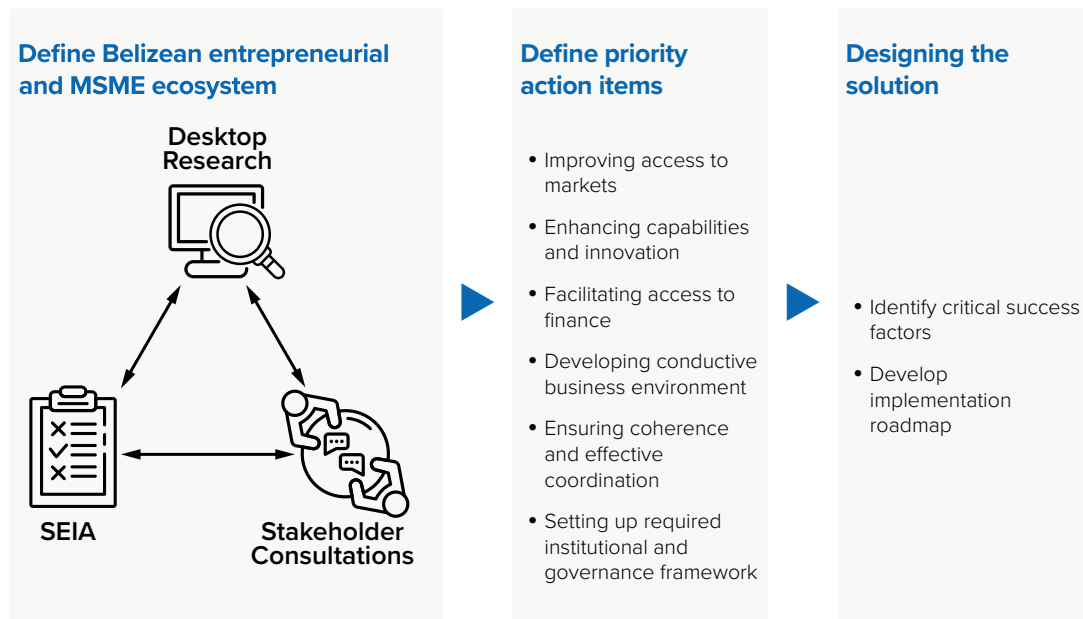 Define Belizean entrepreneurial
and MSME ecosystem
Desktop
Research
SEIA
Stakeholder
Consultations
Define priority
action items
• Improving access to
markets
• Enhancing capabilities
and innovation
• Facilitating access to
finance
• Developing conductive
business environment
• Ensuring coherence
and effective
coordination
• Setting up required
institutional and
governance framework
Designing the
solution
• Identify critical success
factors
• Develop
implementation
roadmap